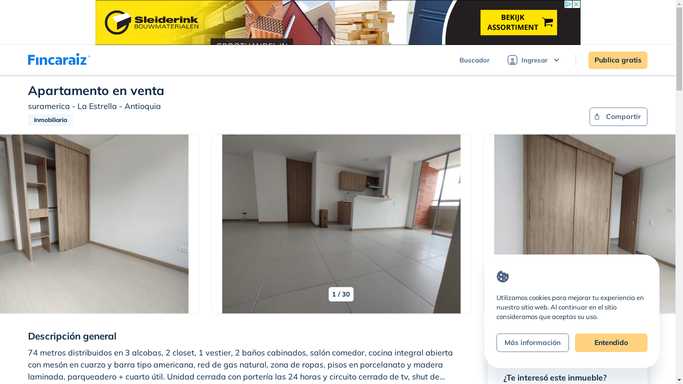 Sleiderink
BOUWMATERIALEN
GROOTHANDEL IN
BEKIJK
ASSORTIMENT
Fincaraiz
Buscador
Ingresar
Publica gratis
Apartamento en venta
suramerica - La Estrella - Antioquia
Inmobiliaria
Compartir
1 / 30
Utilizamos cookies para mejorar tu experiencia en
nuestro sitio web. Al continuar en el sitio
consideramos que aceptas su uso.
Más información
Entendido
Descripción general
74 metros distribuidos en 3 alcobas, 2 closet, 1 vestier, 2 baños cabinados, salón comedor, cocina integral abierta
con mesón en cuarzo y barra tipo americana, red de gas natural, zona de ropas, pisos en porcelanato y madera
laminada, parqueadero + cuarto útil. Unidad cerrada con portería las 24 horas y circuito cerrado de tv, shut de...
¿Te interesó este inmueble?